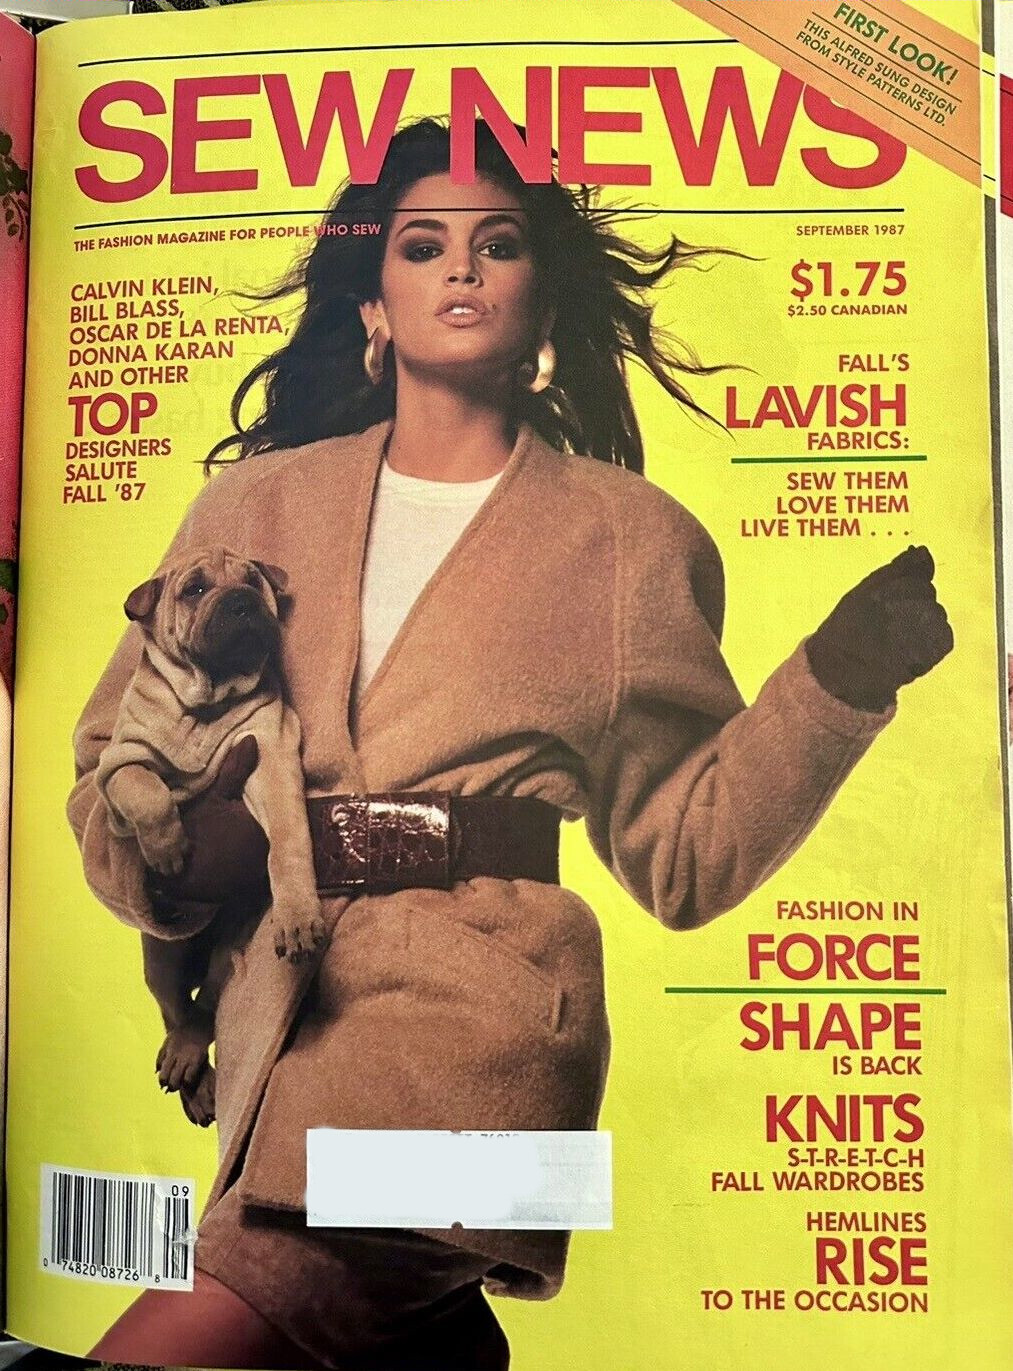 FIRST LOOK!
THIS ALFRED SUNG DESIGN
FROM STYLE PATTERNS LTD.
SEW NEWS
THE FASHION MAGAZINE FOR PEOPLE WHO SEW
SEPTEMBER 1987
CALVIN KLEIN,
BILL BLASS,
OSCAR DE LA RENTA,
DONNA KARAN
AND OTHER
TOP
DESIGNERS
SALUTE
FALL '87
$1.75
$2.50 CANADIAN
FALL'S
LAVISH
FABRICS:
SEW THEM
LOVE THEM
LIVE THEM . . .
FASHION IN
FORCE
SHAPE
IS BACK
KNITS
S-T-R-E-T-C-H
FALL WARDROBES
HEMLINES
RISE
TO THE OCCASION
09
0 74820 08726 8